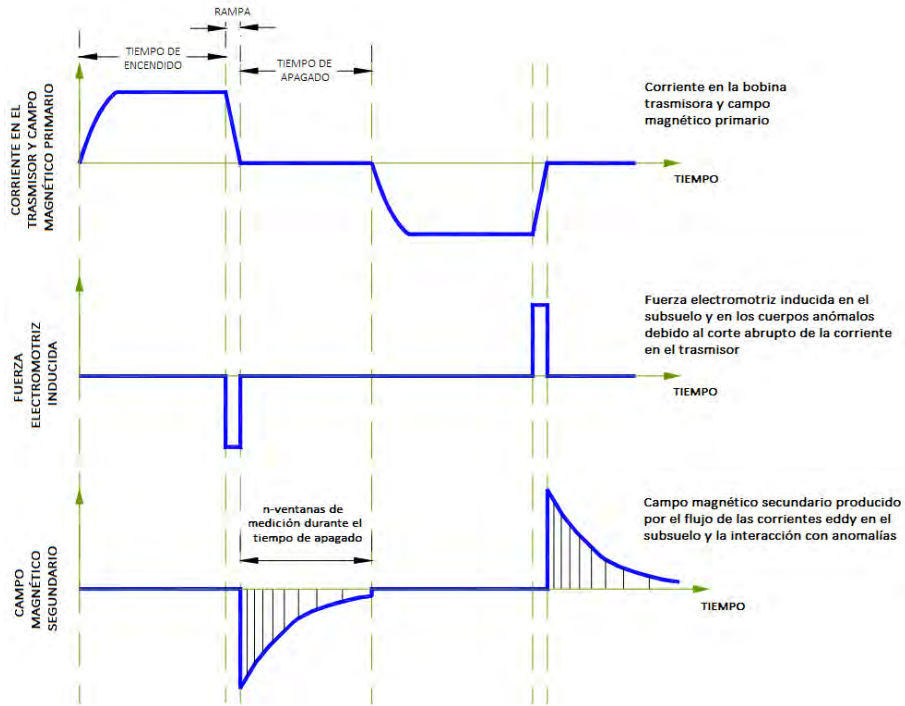 RAMPA
TIEMPO DE
ENCENDIDO
TIEMPO DE
APAGADO
CORRIENTE EN EL
TRASMISOR Y CAMPO
MAGNÉTICO PRIMARIO
Corriente en la bobina
trasmisora y campo
magnético primario
TIEMPO
FUERZA
ELECTROMOTRIZ
INDUCIDA
Fuerza electromotriz inducida en el
subsuelo y en los cuerpos anómalos
debido al corte abrupto de la corriente
en el trasmisor
TIEMPO
CAMPO
MAGNÉTICO
SEGUNDARIO
n-ventanas de
medición durante el
tiempo de apagado
Campo magnético secundario producido
por el flujo de las corrientes eddy en el
subsuelo y la interacción con anomalías
TIEMPO